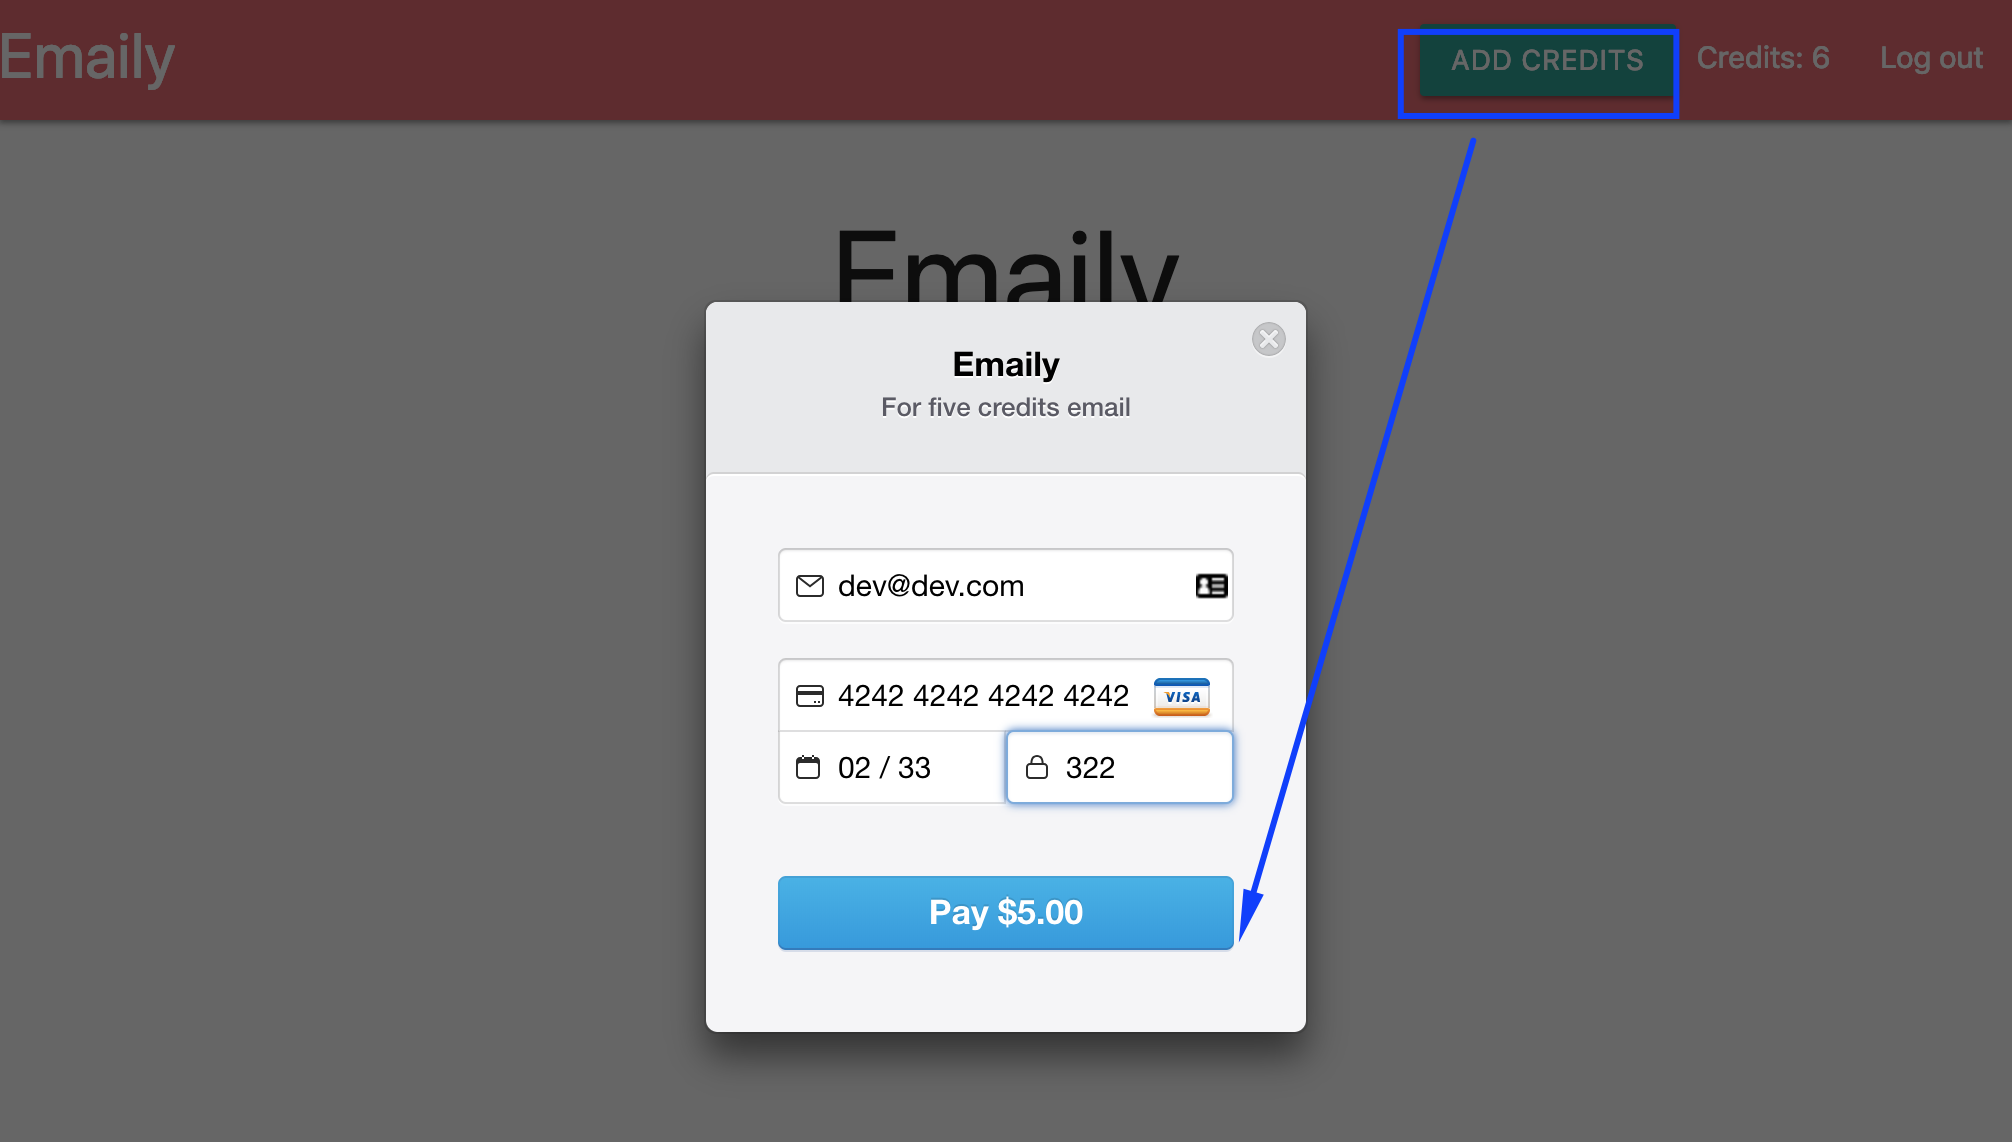 Emaily
ADD CREDITS
Credits: 6
Log out
Emaily
Emaily
For five credits email
dev@dev.com
4242 4242 4242 4242
VISA
02 / 33
322
Pay $5.00